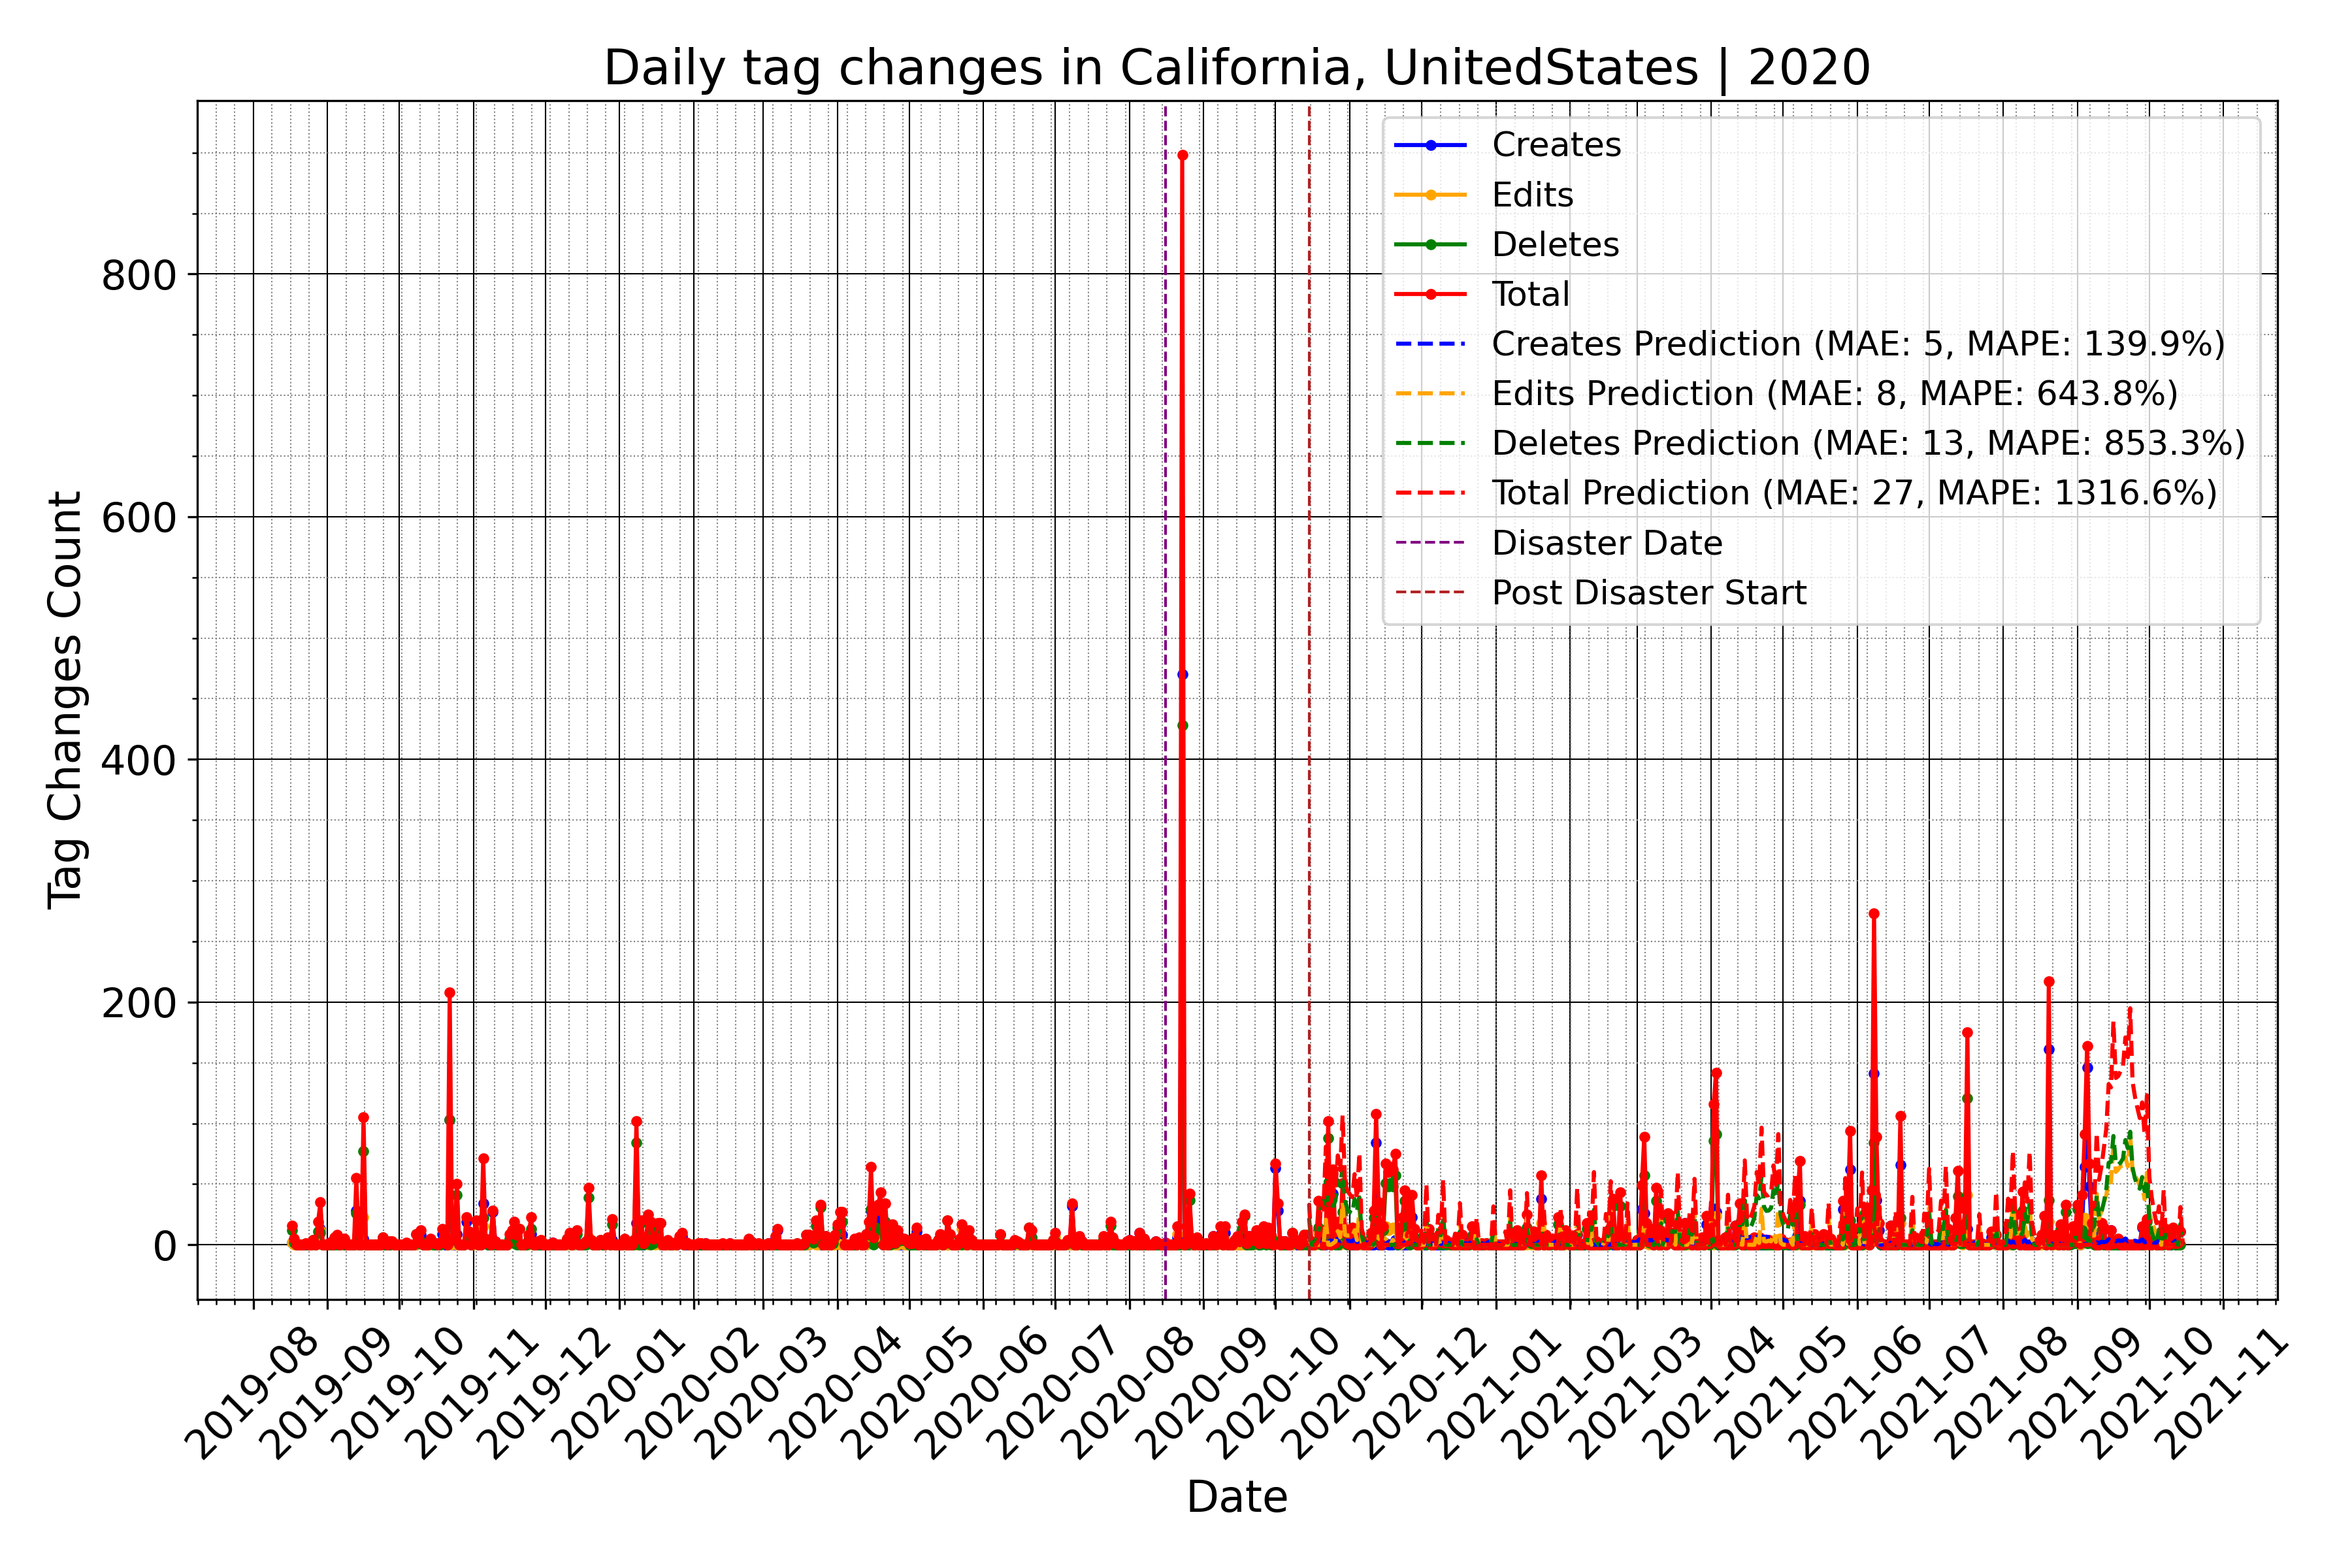 Daily tag changes in California, UnitedStates | 2020
Tag Changes Count
800
600
400
200
0
Creates
Edits
Deletes
Total
Creates Prediction (MAE: 5, MAPE: 139.9%)
Edits Prediction (MAE: 8, MAPE: 643.8%)
Deletes Prediction (MAE: 13, MAPE: 853.3%)
Total Prediction (MAE: 27, MAPE: 1316.6%)
Disaster Date
Post Disaster Start
2019-08
2019-09
2019-10
2019-11
2019-12
2020-01
2020-02
2020-03
2020-04
2020-05
2020-06
2020-07
2020-08
2020-09
2020-10
2020-11
2020-12
2021-01
2021-02
2021-03
2021-04
2021-05
2021-06
2021-07
2021-08
2021-09
2021-10
2021-11
Date